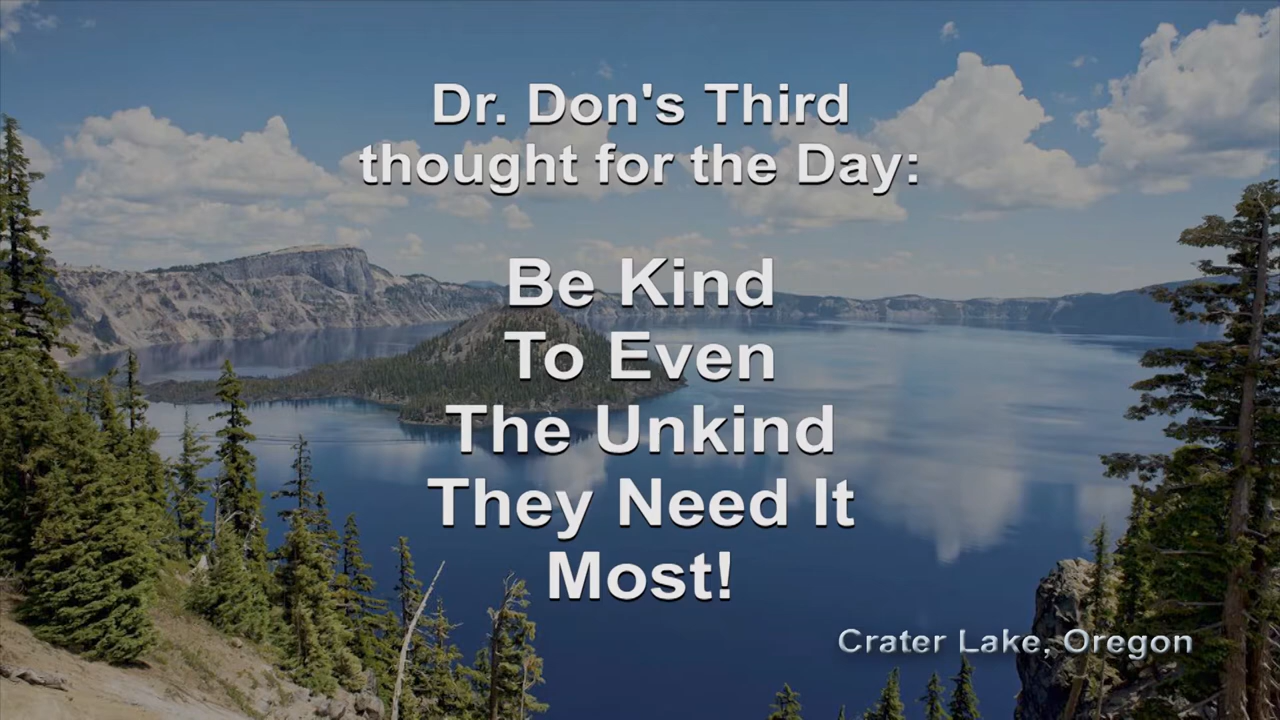 Dr. Don's Third
thought for the Day:
Be Kind
To Even
The Unkind
They Need It
Most!
Crater Lake, Oregon